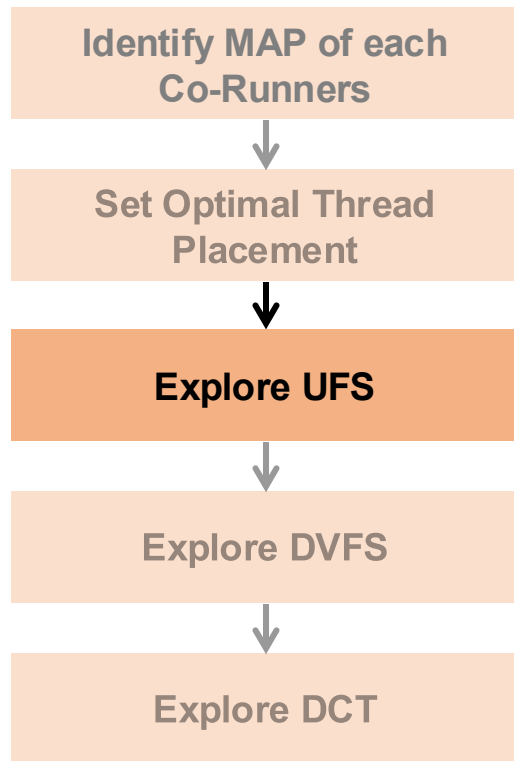 Identify MAP of each
Co-Runners
Set Optimal Thread
Placement
Explore UFS
Explore DVFS
Explore DCT